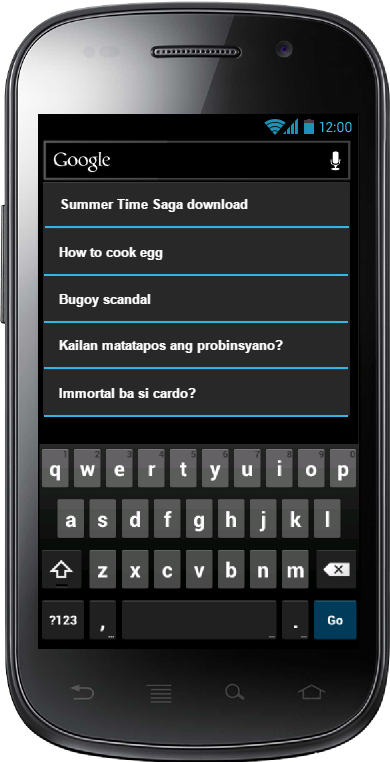 12:00
Google
Summer Time Saga download
How to cook egg
Bugoy scandal
Kailan matatapos ang probinsyano?
Immortal ba si cardo?
1 2 3 4 5 6 7 8 9 0
q w e r t y u i o p
a s d f g h j k l
z x c v b n m
?123 , ... _ . ... Go